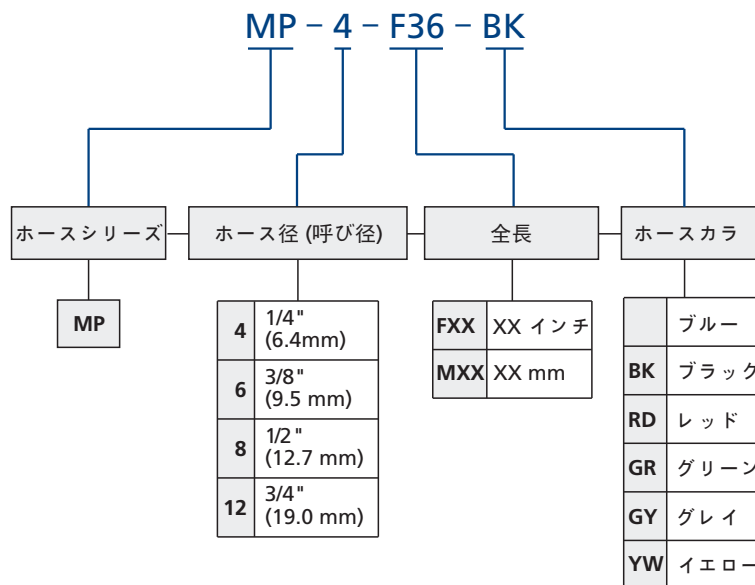 MP – 4 – F36 – BK
ホースシリーズ
ホース径 (呼び径)
全長
ホースカラ
MP
4 1/4"
(6.4mm)
6 3/8"
(9.5 mm)
8 1/2"
(12.7 mm)
12 3/4"
(19.0 mm)
FXX XX インチ
MXX XX mm
ブルー
BK ブラック
RD レッド
GR グリーン
GY グレイ
YW イエロー